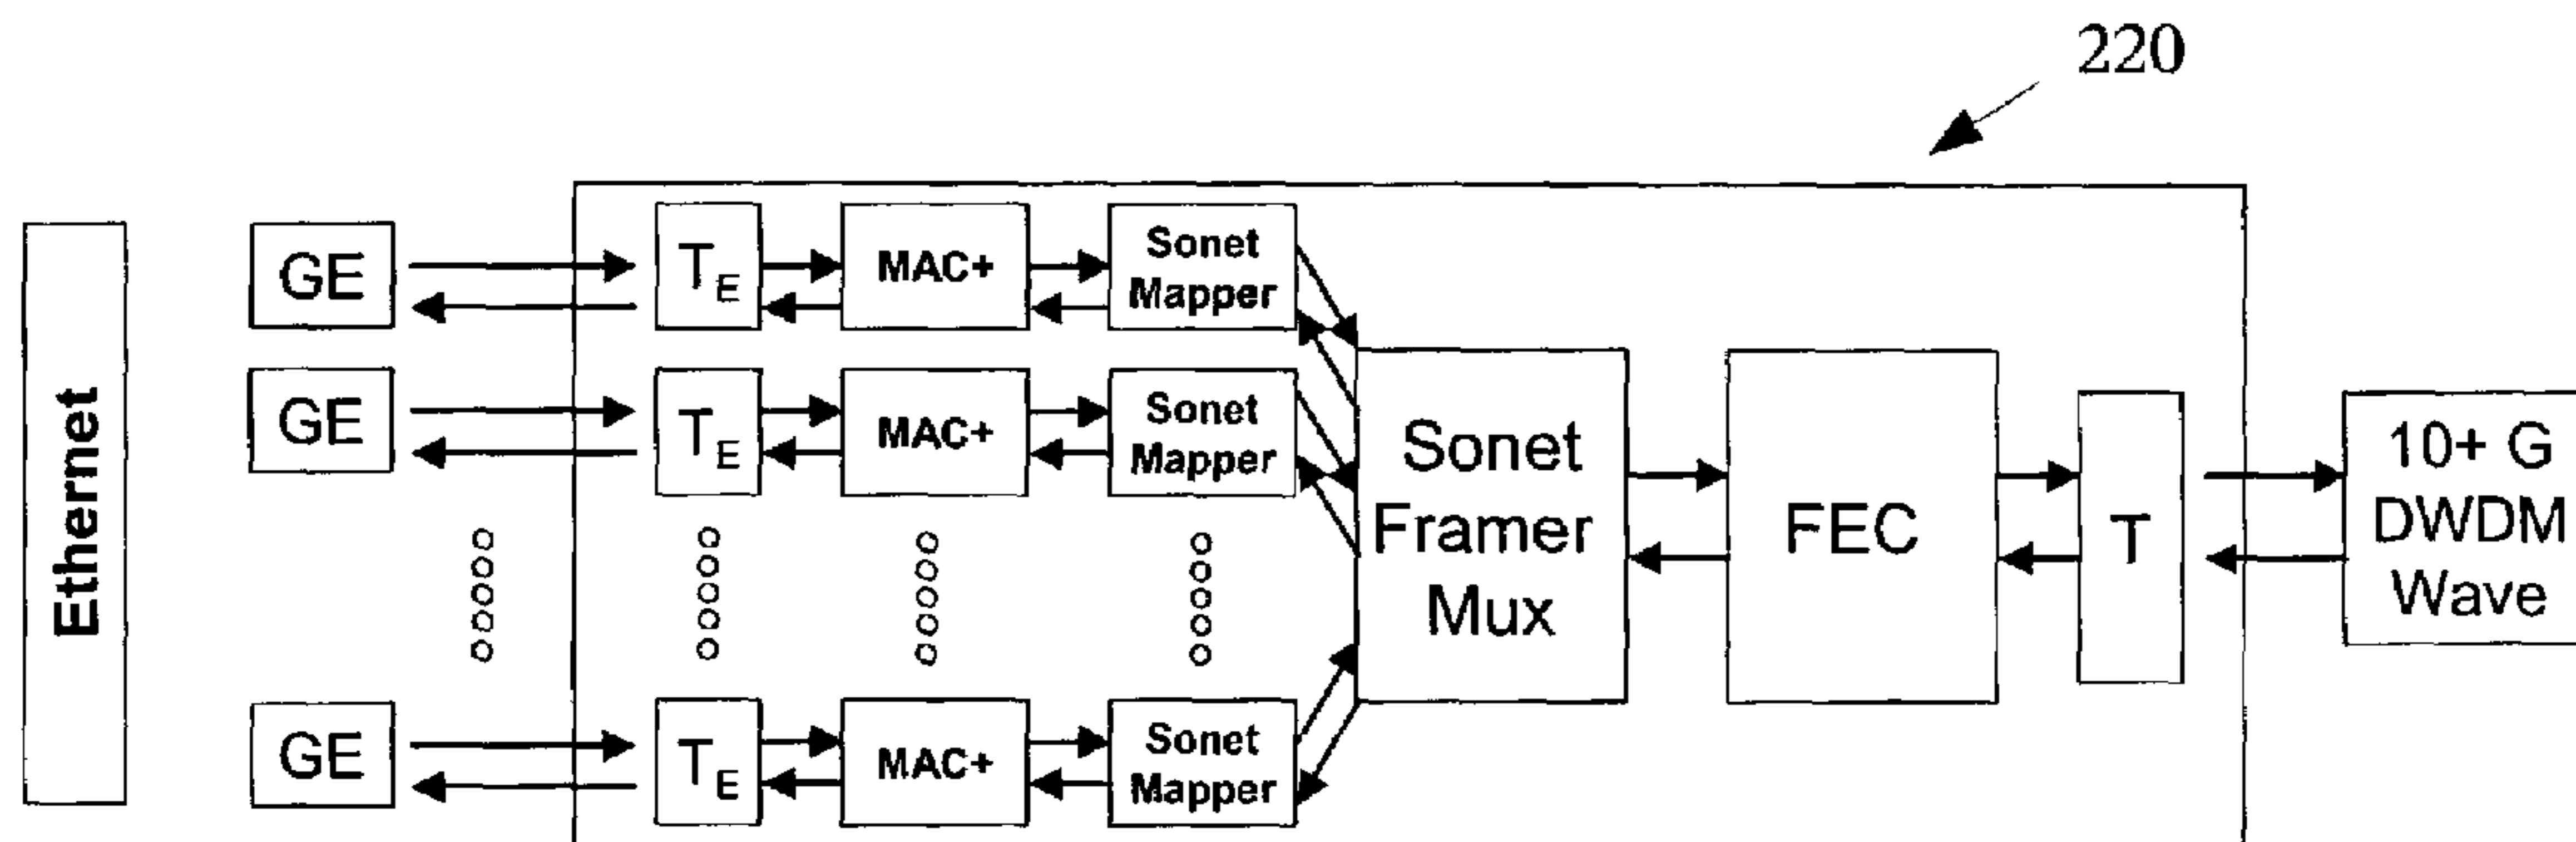 220
Ethernet
GE
T_E
MAC+
Sonet
Mapper
GE
T_E
MAC+
Sonet
Mapper
Sonet
Framer
Mux
FEC
T
10+ G
DWDM
Wave
GE
T_E
MAC+
Sonet
Mapper